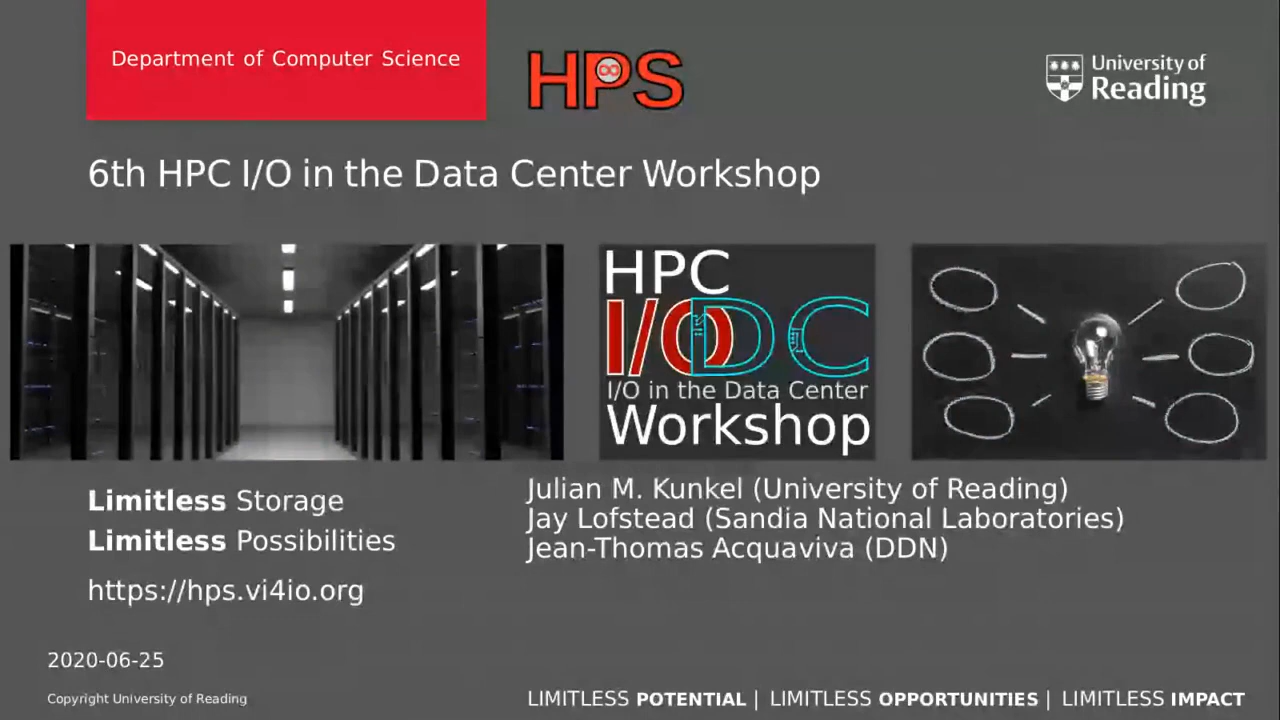 Department of Computer Science
HPS
University of
Reading
6th HPC I/O in the Data Center Workshop
HPC
I/O DC
I/O in the Data Center
Workshop
Limitless Storage
Limitless Possibilities
https://hps.vi4io.org
Julian M. Kunkel (University of Reading)
Jay Lofstead (Sandia National Laboratories)
Jean-Thomas Acquaviva (DDN)
2020-06-25
Copyright University of Reading
LIMITLESS POTENTIAL | LIMITLESS OPPORTUNITIES | LIMITLESS IMPACT